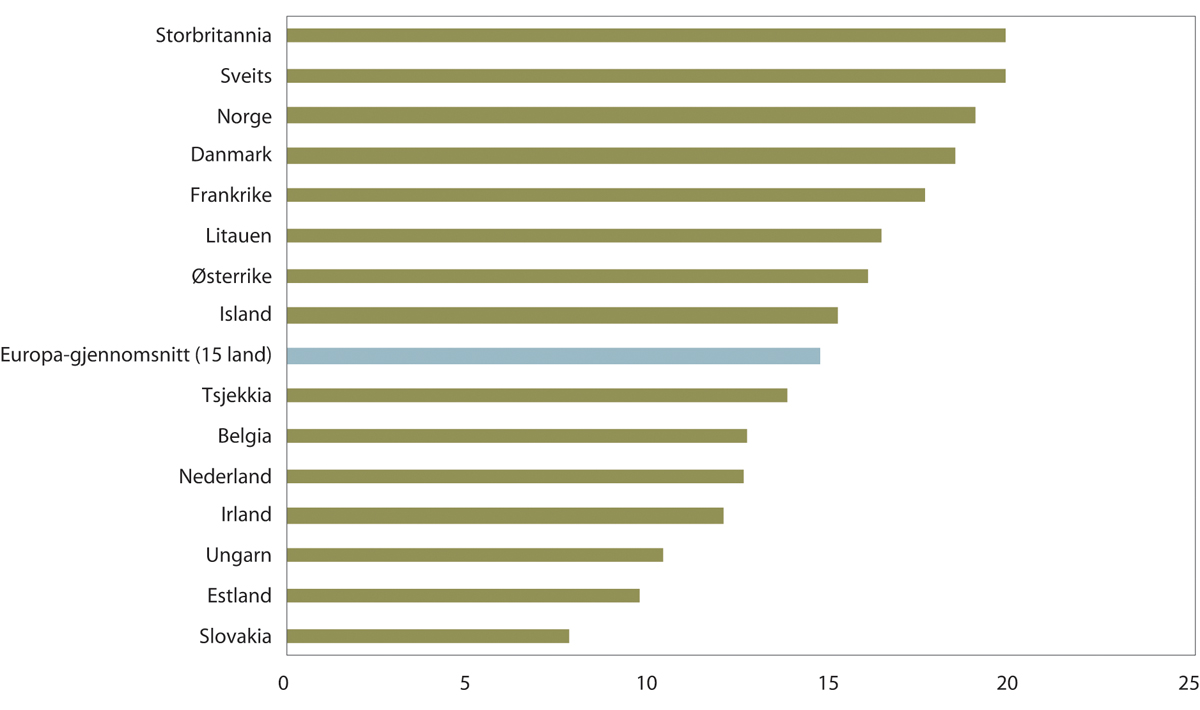 Storbritannia
Sveits
Norge
Danmark
Frankrike
Litauen
Østerrike
Island
Europa-gjennomsnitt (15 land)
Tsjekkia
Belgia
Nederland
Irland
Ungarn
Estland
Slovakia
0 5 10 15 20 25